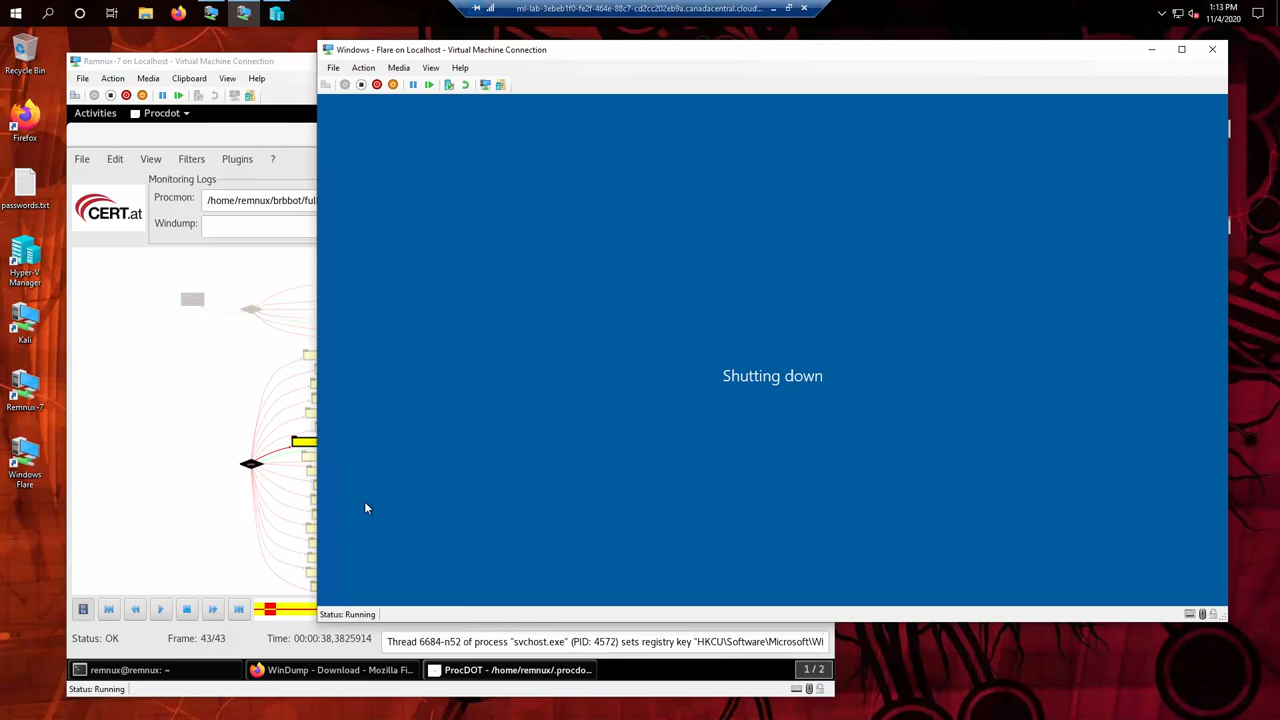 ml-lab-3ebeb1f0-fe2f-464e-88c7-cd2cc202eb9a.canadacentral.cloud...
1:13 PM
11/4/2020
Recycle Bin
Firefox
passwords.txt
Hyper-V
Manager
Kali
Remnux-7
Windows
Flare
Remnux-7 on Localhost - Virtual Machine Connection
File Action Media Clipboard View Help
Activities Procdot
File Edit View Filters Plugins ?
Monitoring Logs
CERT.at
Procmon: /home/remnux/brbbot/full
Windump:
Status: OK Frame: 43/43 Time: 00:00:38,3825914 Thread 6684-n52 of process "svchost.exe" (PID: 4572) sets registry key "HKCU/Software/Microsoft/Wi
remnux@remnux: ~ WinDump - Download - Mozilla Fi... ProcDOT - /home/remnux/.procdo... 1 / 2
Status: Running
Windows - Flare on Localhost - Virtual Machine Connection
File Action Media View Help
Shutting down
Status: Running